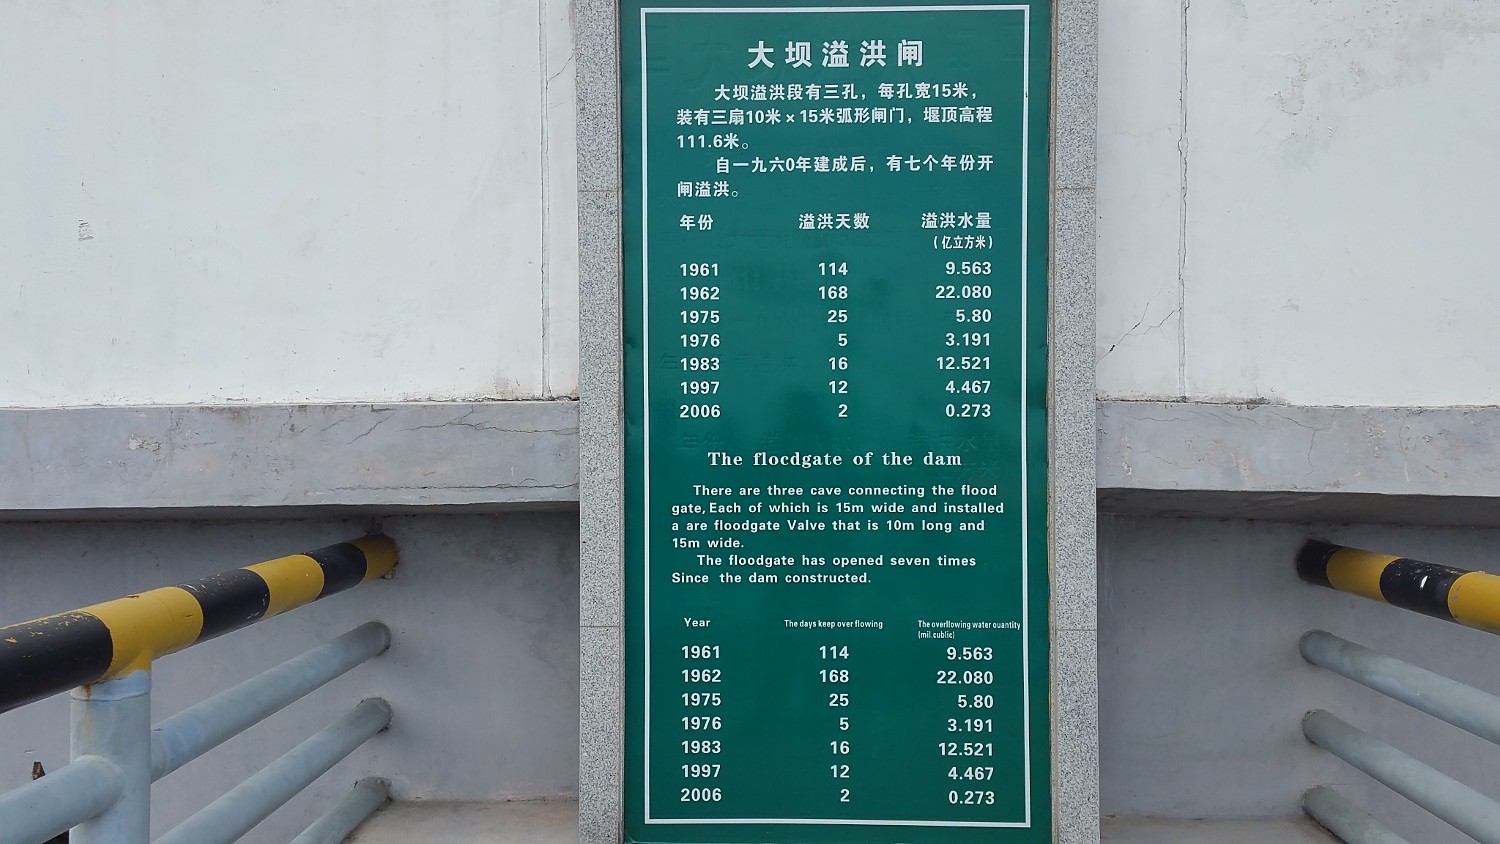 大坝溢洪闸
大坝溢洪段有三孔，每孔宽15米，
装有三扇10米×15米弧形闸门，堰顶高程
111.6米。
自一九六0年建成后，有七个年份开
闸溢洪。
年份 溢洪天数 溢洪水量
（亿立方米）
1961 114 9.563
1962 168 22.080
1975 25 5.80
1976 5 3.191
1983 16 12.521
1997 12 4.467
2006 2 0.273
The flocdgate of the dam
There are three cave connecting the flood
gate, Each of which is 15m wide and installed
a are floodgate Valve that is 10m long and
15m wide.
The floodgate has opened seven times
Since the dam constructed.
Year The days keep over flowing The overllowing water ouantity
(mil.cublic)
1961 114 9.563
1962 168 22.080
1975 25 5.80
1976 5 3.191
1983 16 12.521
1997 12 4.467
2006 2 0.273